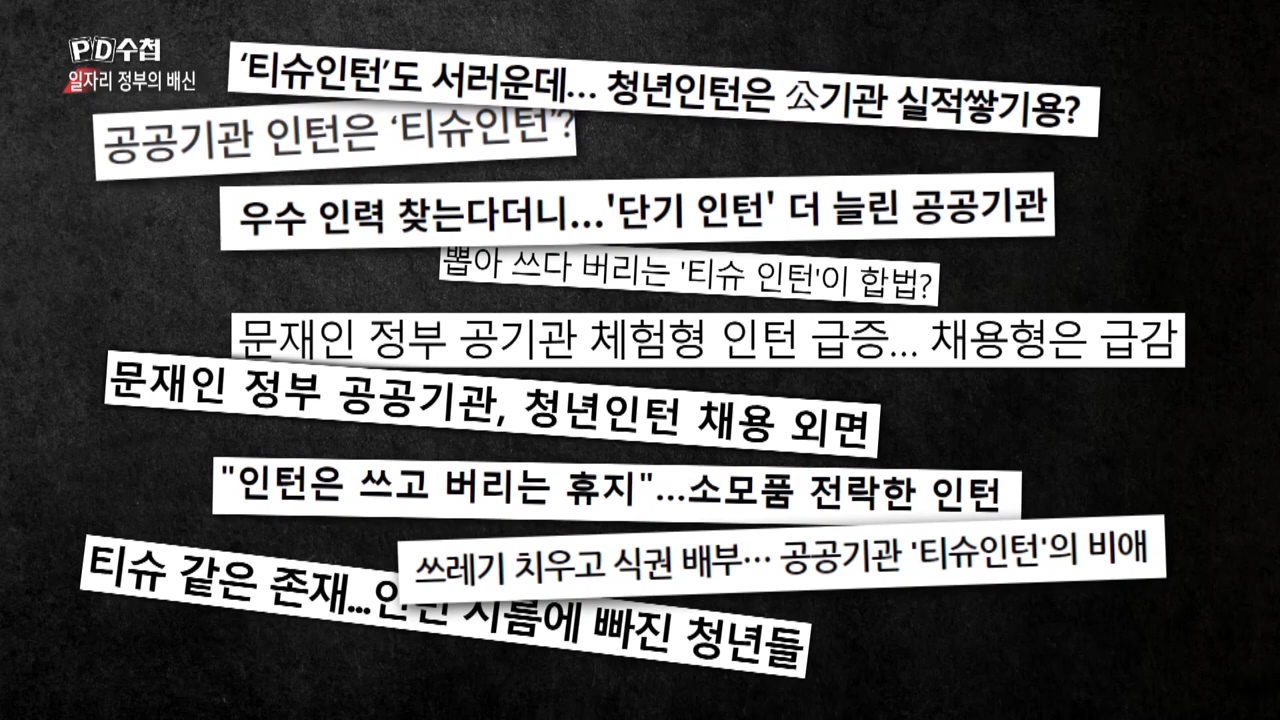 PD수첩
일자리 정부의 배신
‘티슈인턴’도 서러운데... 청년인턴은 公기관 실적쌓기용?
공공기관 인턴은 ‘티슈인턴”?
우수 인력 찾는다더니...'단기 인턴' 더 늘린 공공기관
뽑아 쓰다 버리는 '티슈 인턴'이 합법?
문재인 정부 공기관 체험형 인턴 급증... 채용형은 급감
문재인 정부 공공기관, 청년인턴 채용 외면
"인턴은 쓰고 버리는 휴지"...소모품 전락한 인턴
쓰레기 치우고 식권 배부… 공공기관 '티슈인턴'의 비애
티슈 같은 존재... 빠진 청년들